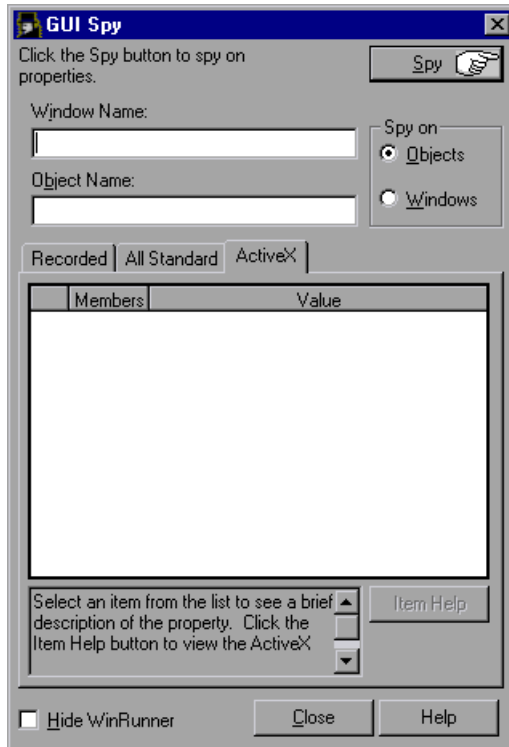 GUI Spy
Click the Spy button to spy on
properties.
Spy
Window Name:
Spy on
Objects
Object Name:
Windows
Recorded
All Standard
ActiveX
Members
Value
Select an item from the list to see a brief
description of the property. Click the
Item Help button to view the ActiveX
Item Help
Hide WinRunner
Close
Help